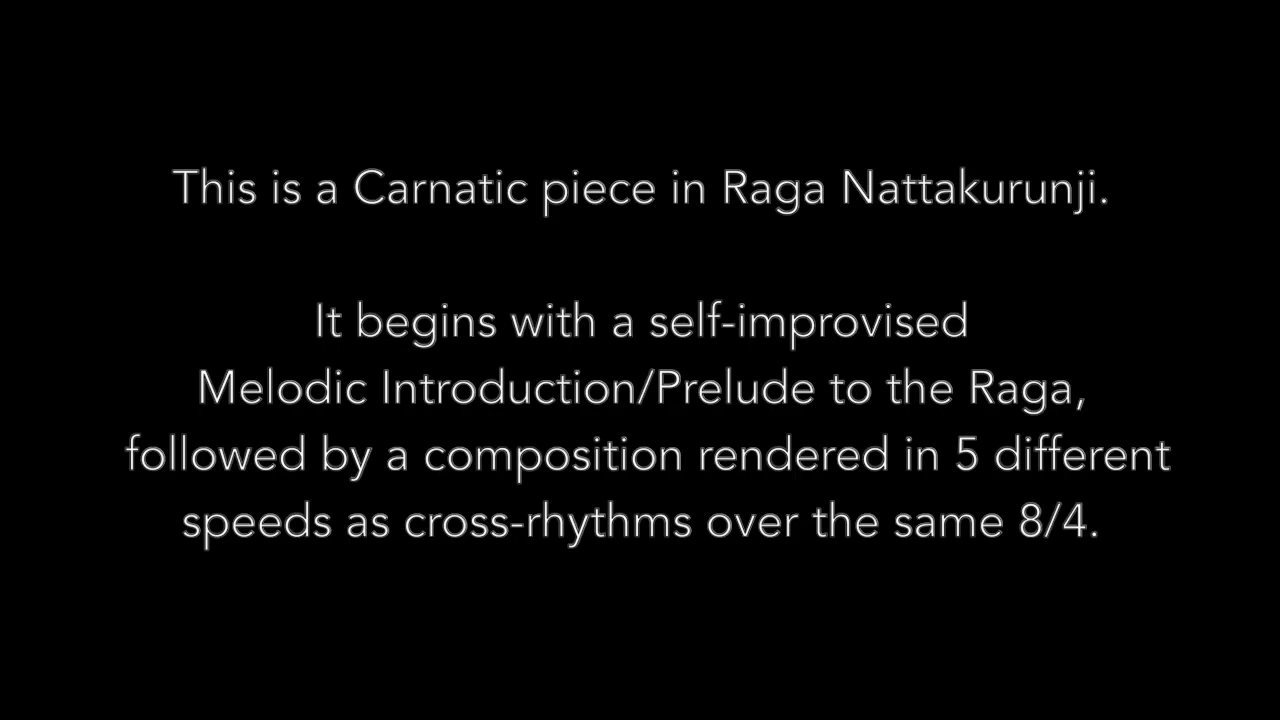 This is a Carnatic piece in Raga Nattakurunji.
It begins with a self-improvised
Melodic Introduction/Prelude to the Raga,
followed by a composition rendered in 5 different
speeds as cross-rhythms over the same 8/4.